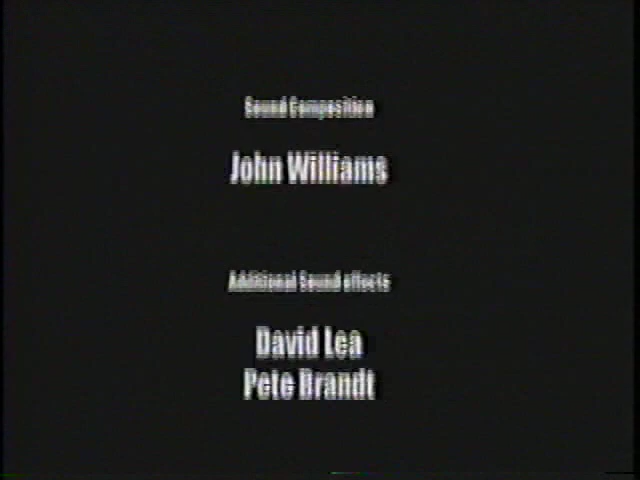 Sound Composition
John Williams
Additional Sound effects
David Lea
Pete Brandt